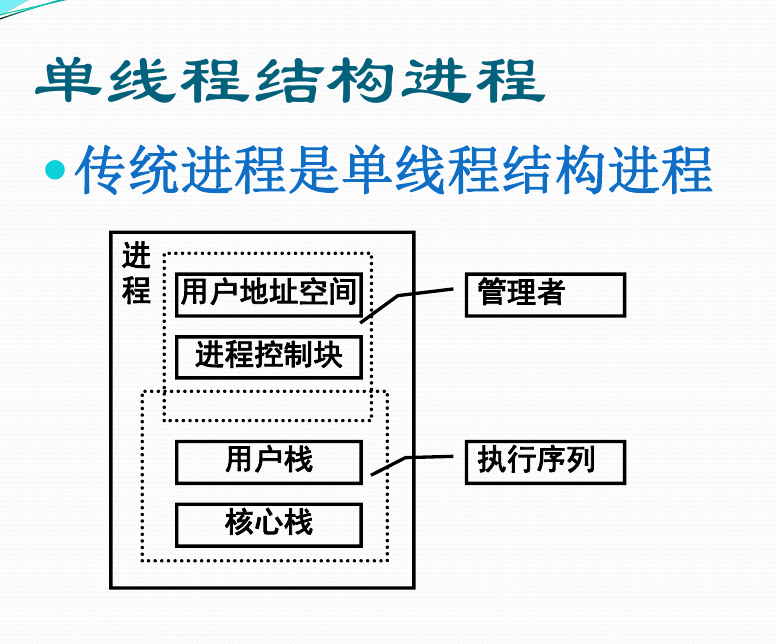 单线程结构进程
传统进程是单线程结构进程
进程
用户地址空间
管理者
进程控制块
用户栈
执行序列
核心栈